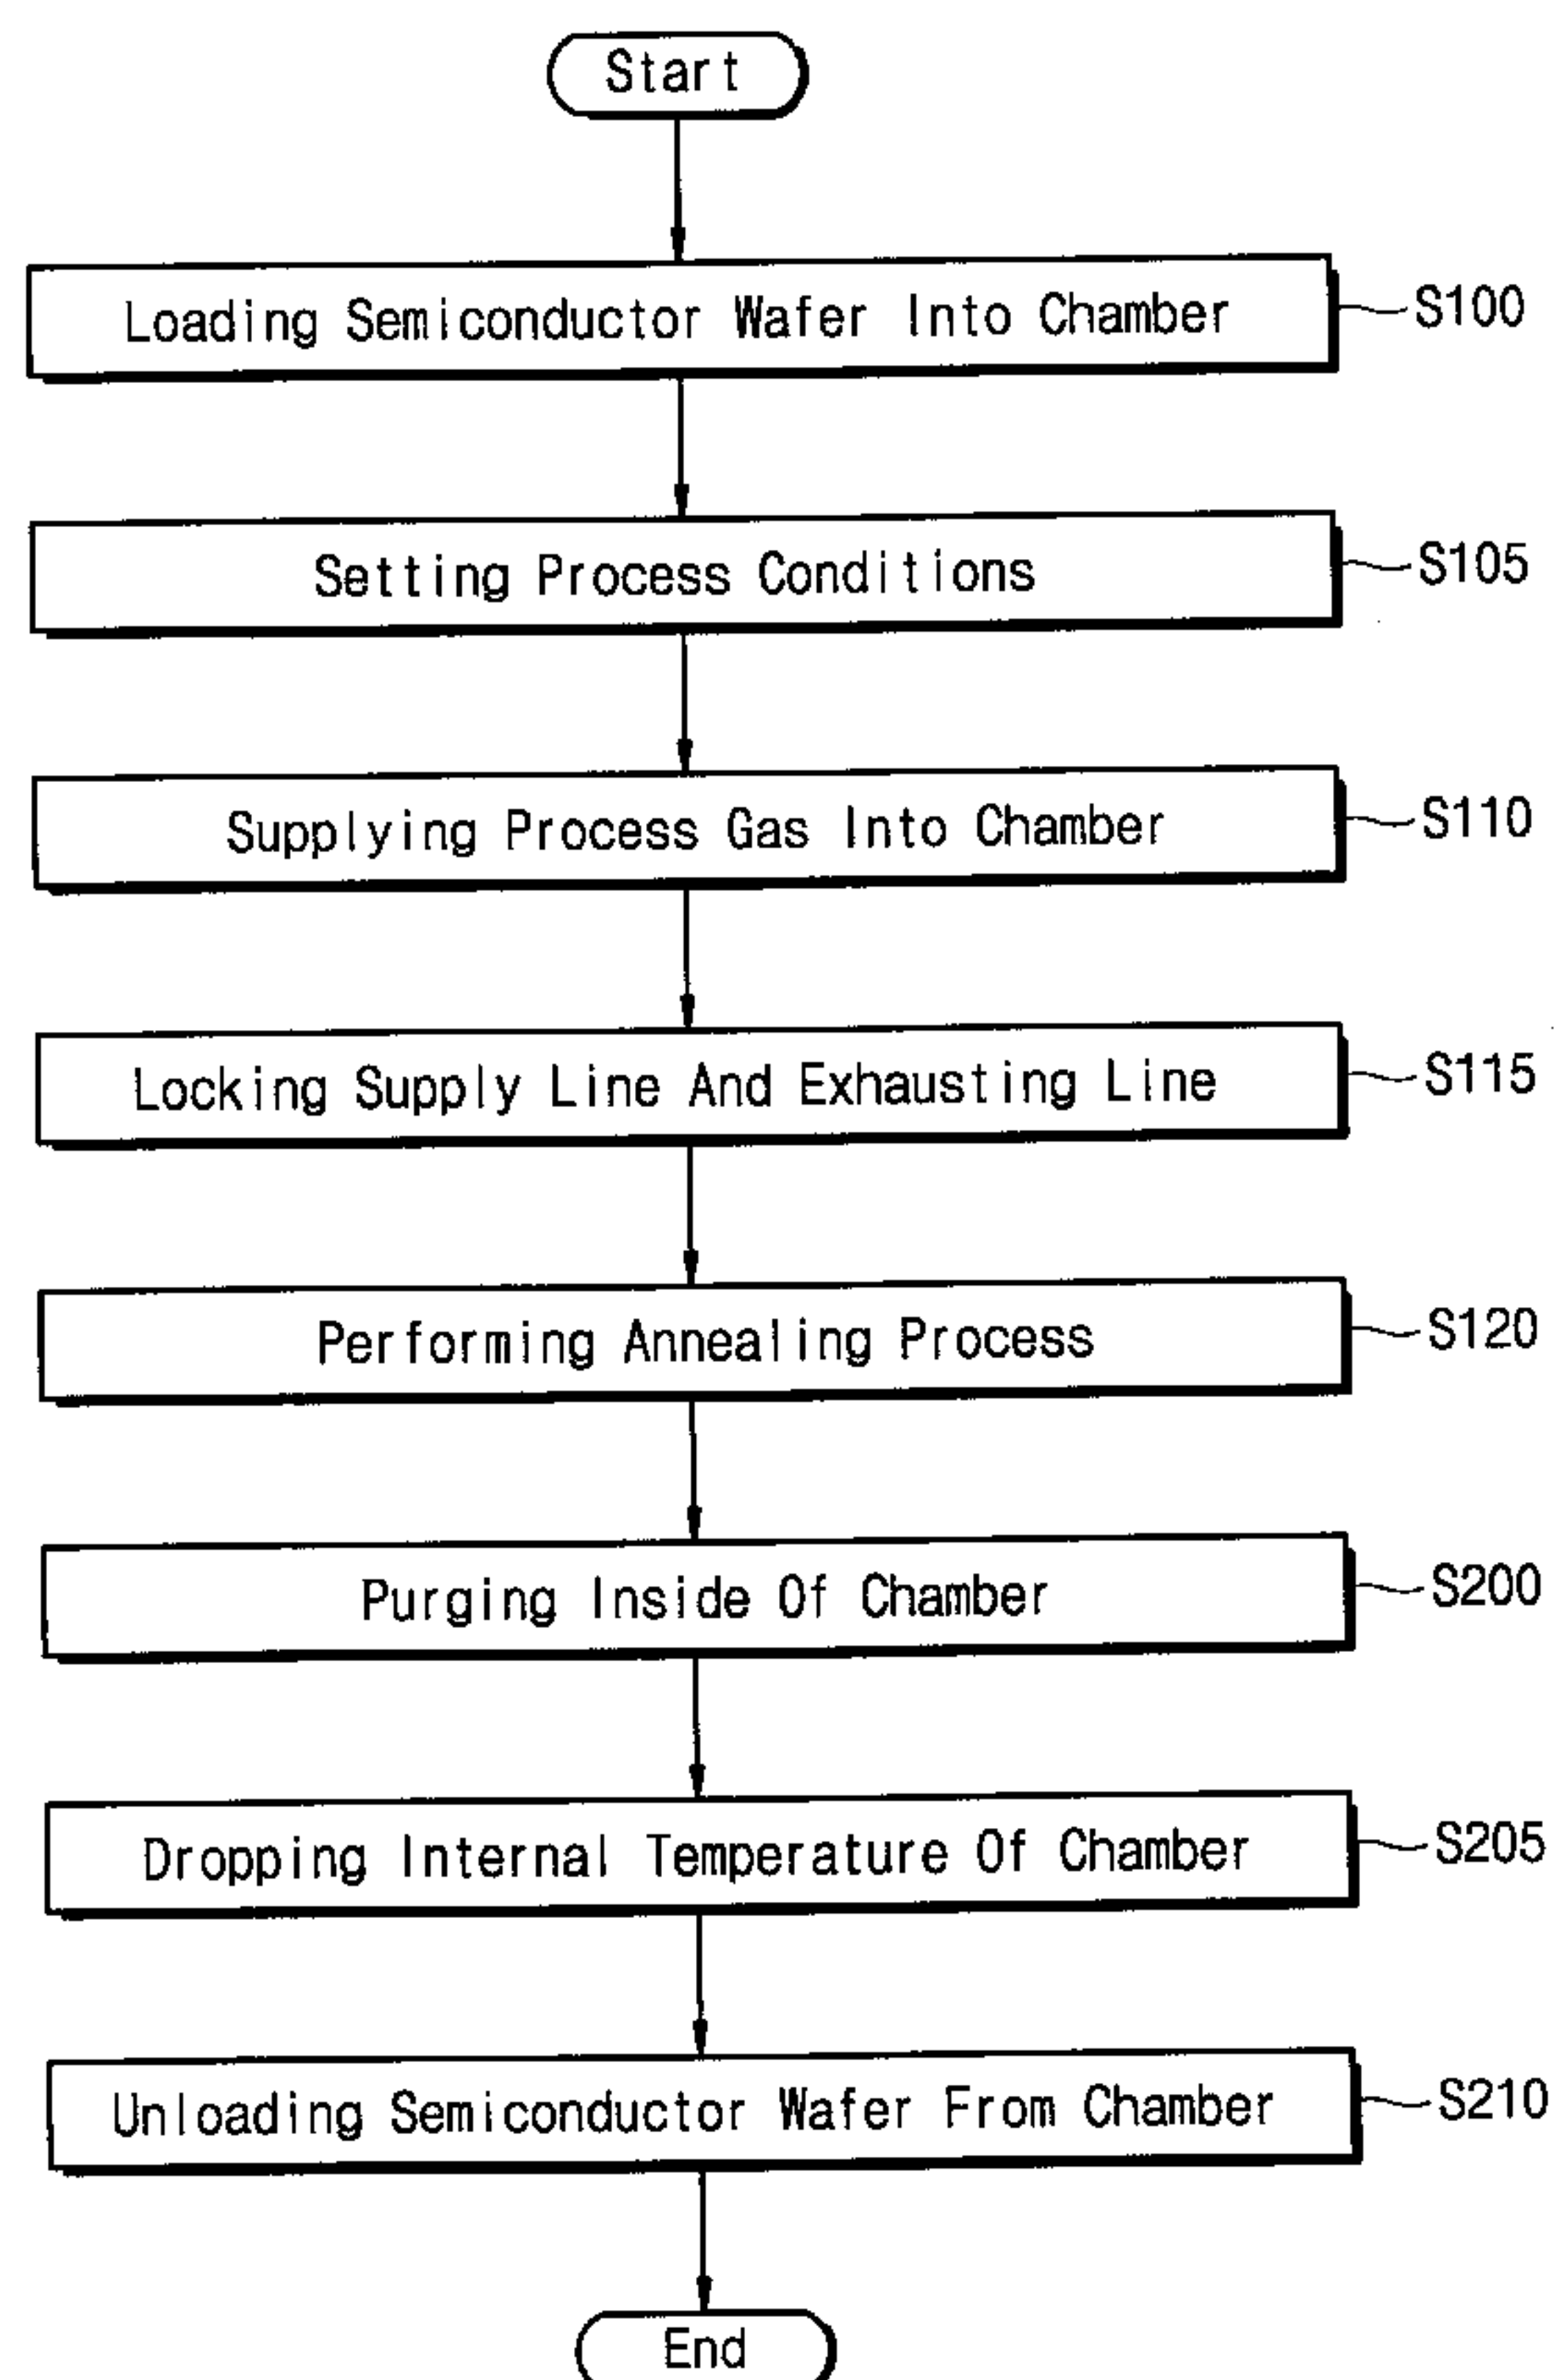 Start
Loading Semiconductor Wafer Into Chamber
S100
Setting Process Conditions
S105
Supplying Process Gas Into Chamber
S110
Locking Supply Line And Exhausting Line
S115
Performing Annealing Process
S120
Purging Inside Of Chamber
S200
Dropping Internal Temperature Of Chamber
S205
Unloading Semiconductor Wafer From Chamber
S210
End